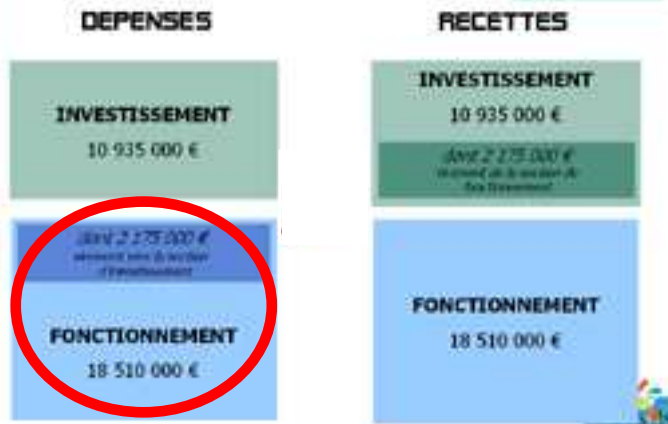 DEPENSES
INVESTISSEMENT
10 935 000 €
dont 2 175 000 €
FONCTIONNEMENT
18 510 000 €
RECETTES
INVESTISSEMENT
10 935 000 €
dont 2 175 000 €
FONCTIONNEMENT
18 510 000 €